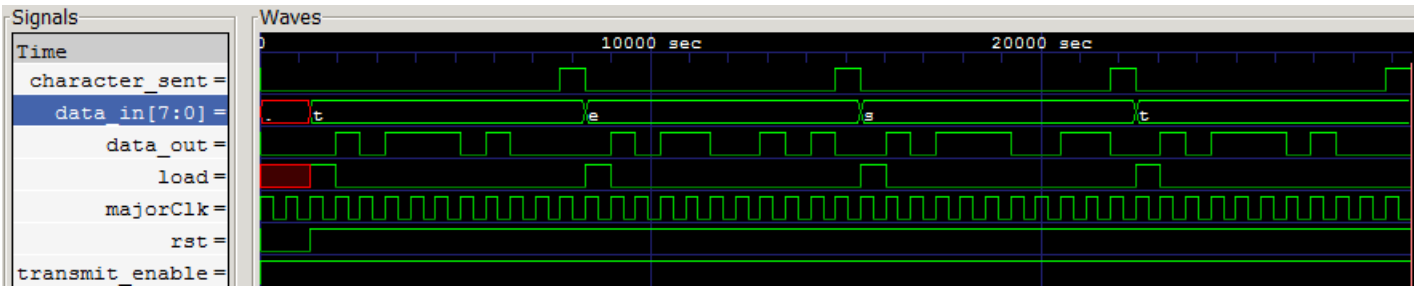 Signals Waves
Time 0 10000 sec 20000 sec
character_sent=
data_in[7:0]= . t e s t
data_out=
load=
majorClk=
rst=
transmit_enable=